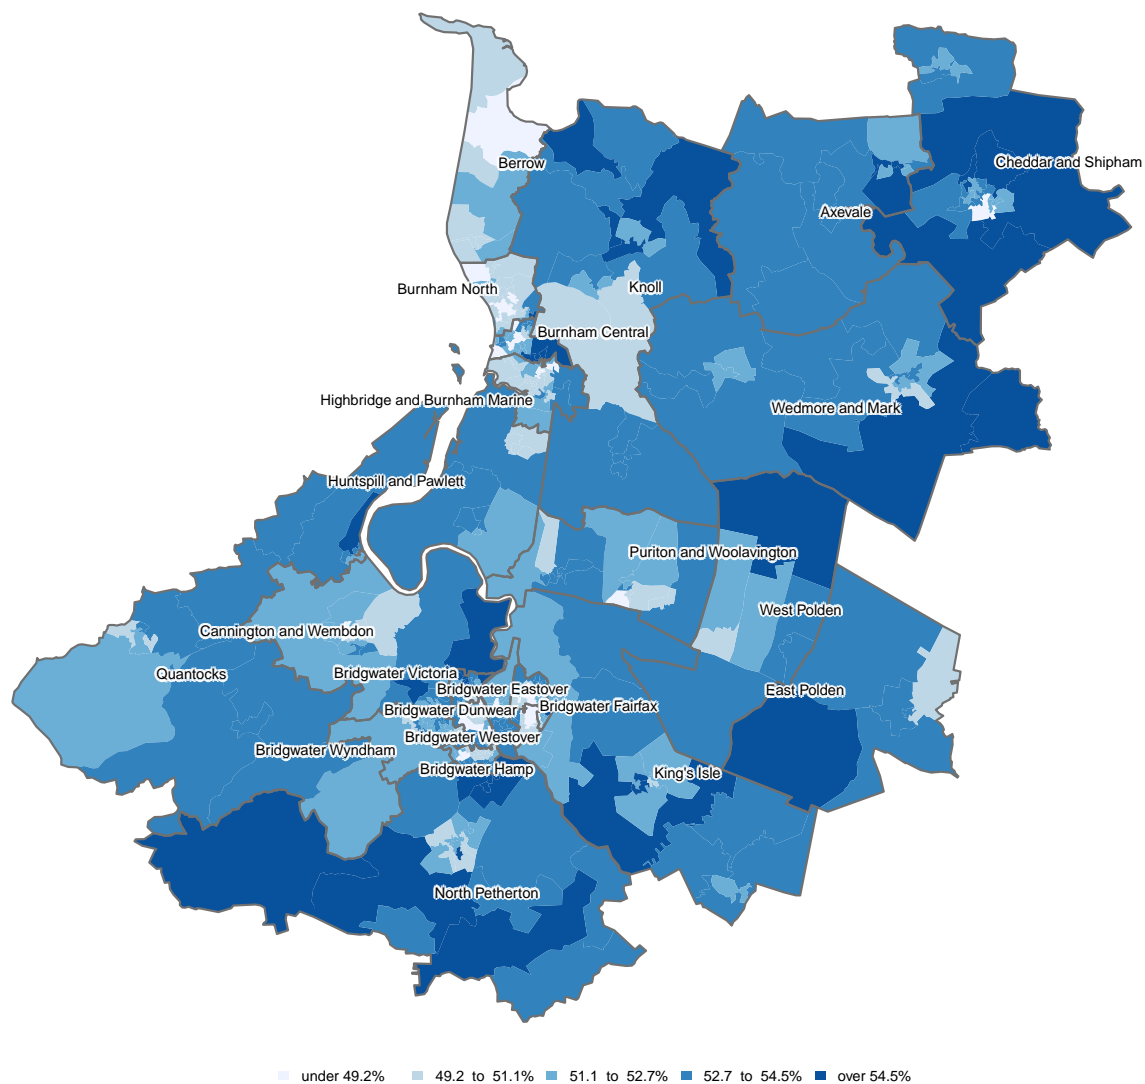 Cheddar and Shipham
Berrow
Axevale
Burnham North
Knoll
Burnham Central
Highbridge and Burnham Marine
Wedmore and Mark
Huntspill and Pawlett
Puriton and Woolavington
West Polden
Cannington and Wembdon
Quantocks
Bridgwater Victoria
Bridgwater Eastover
East Polden
Bridgwater Dunwear
Bridgwater Fairfax
Bridgwater Westover
Bridgwater Wyndham
Bridgwater Hamp
King's Isle
North Petherton
under 49.2% 49.2 to 51.1% 51.1 to 52.7% 52.7 to 54.5% over 54.5%